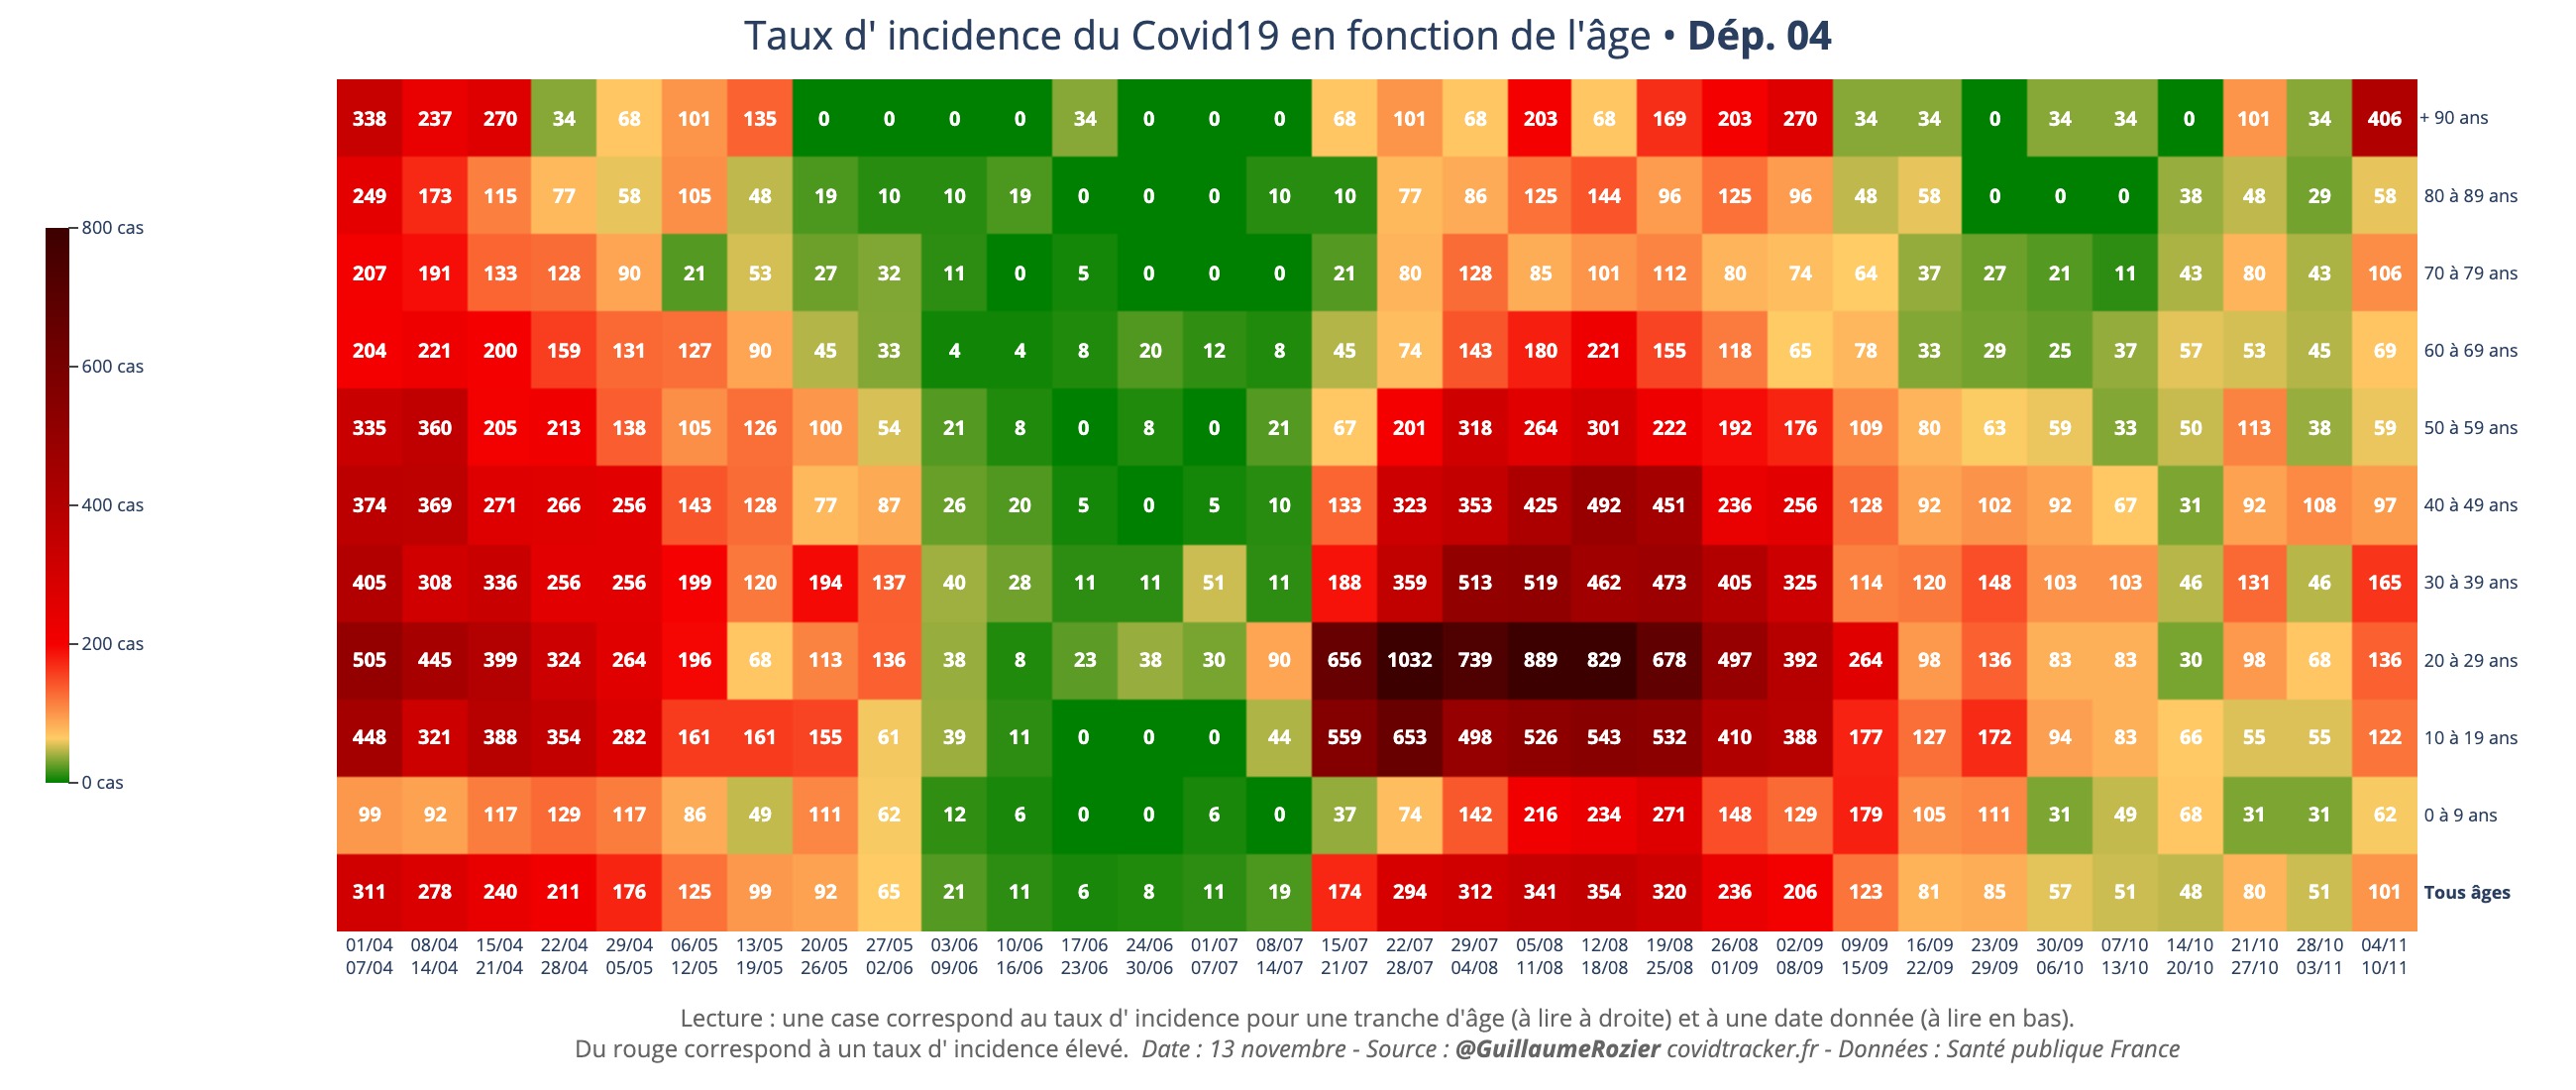 Taux d' incidence du Covid19 en fonction de l'âge • Dép. 04
338 237 270 34 68 101 135 0 0 0 0 34 0 0 0 68 101 68 203 68 169 203 270 34 34 0 34 34 0 101 34 406 + 90 ans
249 173 115 77 58 105 48 19 10 10 19 0 0 0 10 10 77 86 125 144 96 125 96 48 58 0 0 0 38 48 29 58 80 à 89 ans
800 cas
207 191 133 128 90 21 53 27 32 11 0 5 0 0 0 21 80 128 85 101 112 80 74 64 37 27 21 11 43 80 43 106 70 à 79 ans
204 221 200 159 131 127 90 45 33 4 4 8 20 12 8 45 74 143 180 221 155 118 65 78 33 29 25 37 57 53 45 69 60 à 69 ans
600 cas
335 360 205 213 138 105 126 100 54 21 8 0 8 0 21 67 201 318 264 301 222 192 176 109 80 63 59 33 50 113 38 59 50 à 59 ans
400 cas
374 369 271 266 256 143 128 77 87 26 20 5 0 5 10 133 323 353 425 492 451 236 256 128 92 102 92 67 31 92 108 97 40 à 49 ans
405 308 336 256 256 199 120 194 137 40 28 11 11 51 11 188 359 513 519 462 473 405 325 114 120 148 103 103 46 131 46 165 30 à 39 ans
200 cas
505 445 399 324 264 196 68 113 136 38 8 23 38 30 90 656 1032 739 889 829 678 497 392 264 98 136 83 83 30 98 68 136 20 à 29 ans
448 321 388 354 282 161 161 155 61 39 11 0 0 0 44 559 653 498 526 543 532 410 388 177 127 172 94 83 66 55 55 122 10 à 19 ans
0 cas
99 92 117 129 117 86 49 111 62 12 6 0 0 6 0 37 74 142 216 234 271 148 129 179 105 111 31 49 68 31 31 62 0 à 9 ans
311 278 240 211 176 125 99 92 65 21 11 6 8 11 19 174 294 312 341 354 320 236 206 123 81 85 57 51 48 80 51 101 Tous âges
01/04 08/04 15/04 22/04 29/04 06/05 13/05 20/05 27/05 03/06 10/06 17/06 24/06 01/07 08/07 15/07 22/07 29/07 05/08 12/08 19/08 26/08 02/09 09/09 16/09 23/09 30/09 07/10 14/10 21/10 28/10 04/11
07/04 14/04 21/04 28/04 05/05 12/05 19/05 26/05 02/06 09/06 16/06 23/06 30/06 07/07 14/07 21/07 28/07 04/08 11/08 18/08 25/08 01/09 08/09 15/09 22/09 29/09 06/10 13/10 20/10 27/10 03/11 10/11
Lecture : une case correspond au taux d' incidence pour une tranche d'âge (à lire à droite) et à une date donnée (à lire en bas).
Du rouge correspond à un taux d' incidence élevé. Date : 13 novembre - Source : @GuillaumeRozier covidtracker.fr - Données : Santé publique France